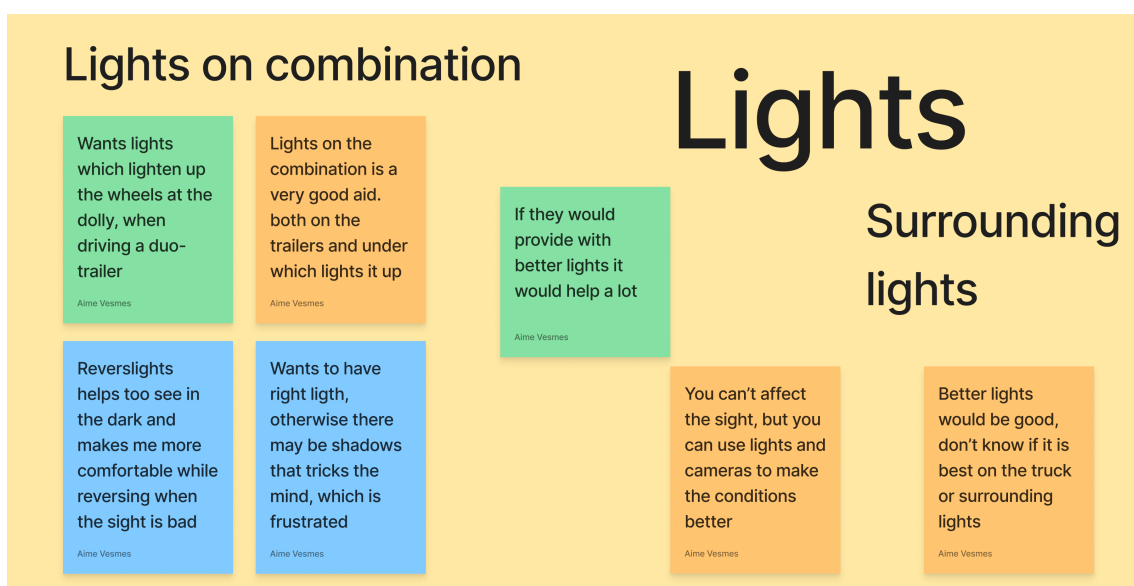 Lights on combination
Lights
Surrounding
lights
Wants lights
which lighten up
the wheels at the
dolly, when
driving a duo-
trailer
Aime Vesmes
Lights on the
combination is a
very good aid.
both on the
trailers and under
which lights it up
Aime Vesmes
If they would
provide with
better lights it
would help a lot
Aime Vesmes
Reverslights
helps too see in
the dark and
makes me more
comfortable while
reversing when
the sight is bad
Aime Vesmes
Wants to have
right ligth,
otherwise there
may be shadows
that tricks the
mind, which is
frustrated
Aime Vesmes
You can’t affect
the sight, but you
can use lights and
cameras to make
the conditions
better
Aime Vesmes
Better lights
would be good,
don’t know if it is
best on the truck
or surrounding
lights
Aime Vesmes